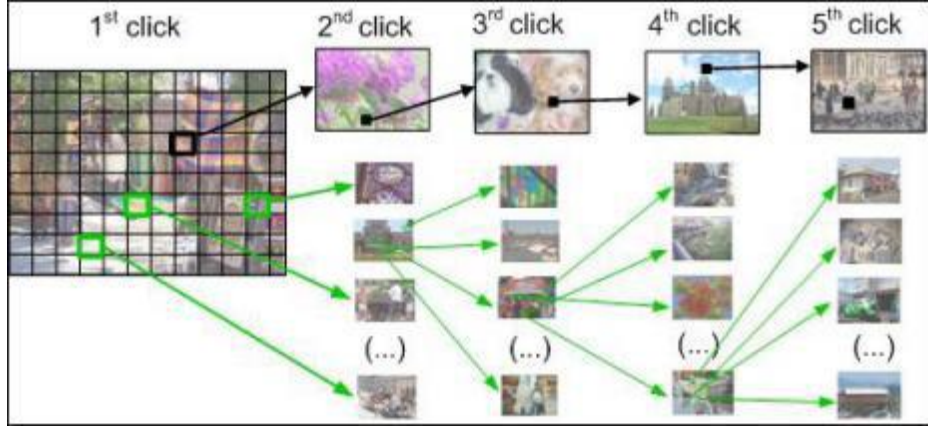 1st click
2nd click
3rd click
4th click
5th click
(...)
(...)
(...)
(...)